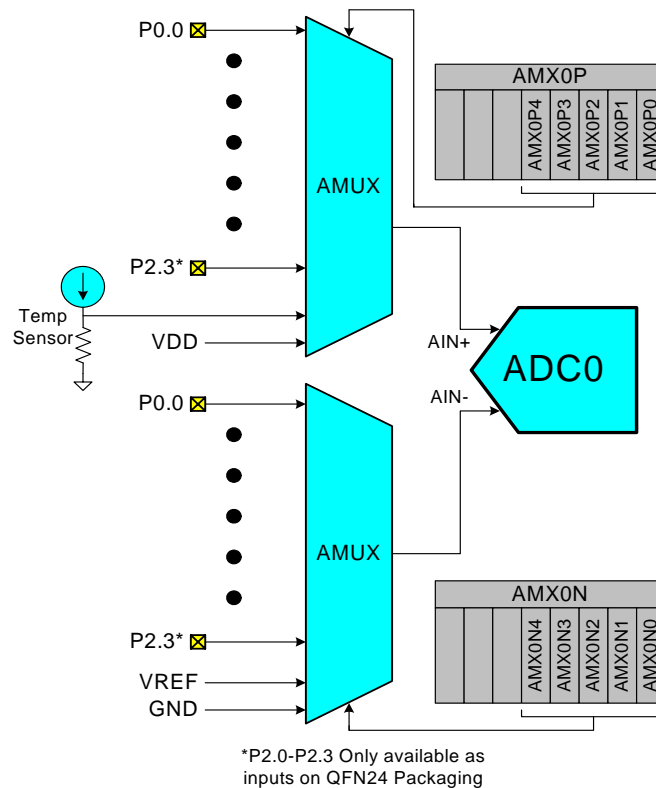 P0.0
AMX0P
AMX0P4
AMX0P3
AMX0P2
AMX0P1
AMX0P0
AMUX
P2.3*
Temp
Sensor
VDD
AIN+
ADC0
AIN-
P0.0
AMUX
AMX0N
AMX0N4
AMX0N3
AMX0N2
AMX0N1
AMX0N0
P2.3*
VREF
GND
*P2.0-P2.3 Only available as
inputs on QFN24 Packaging